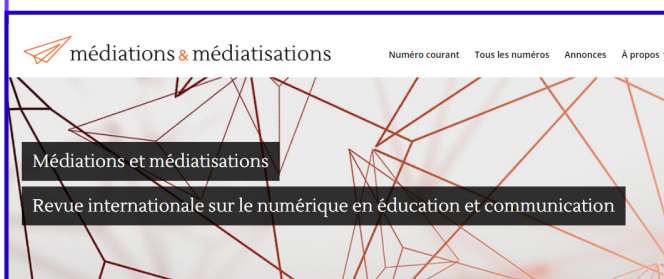 médiations & médiatisations
Numéro courant Tous les numéros Annonces À propos
Médiations et médiatisations
Revue internationale sur le numérique en éducation et communication